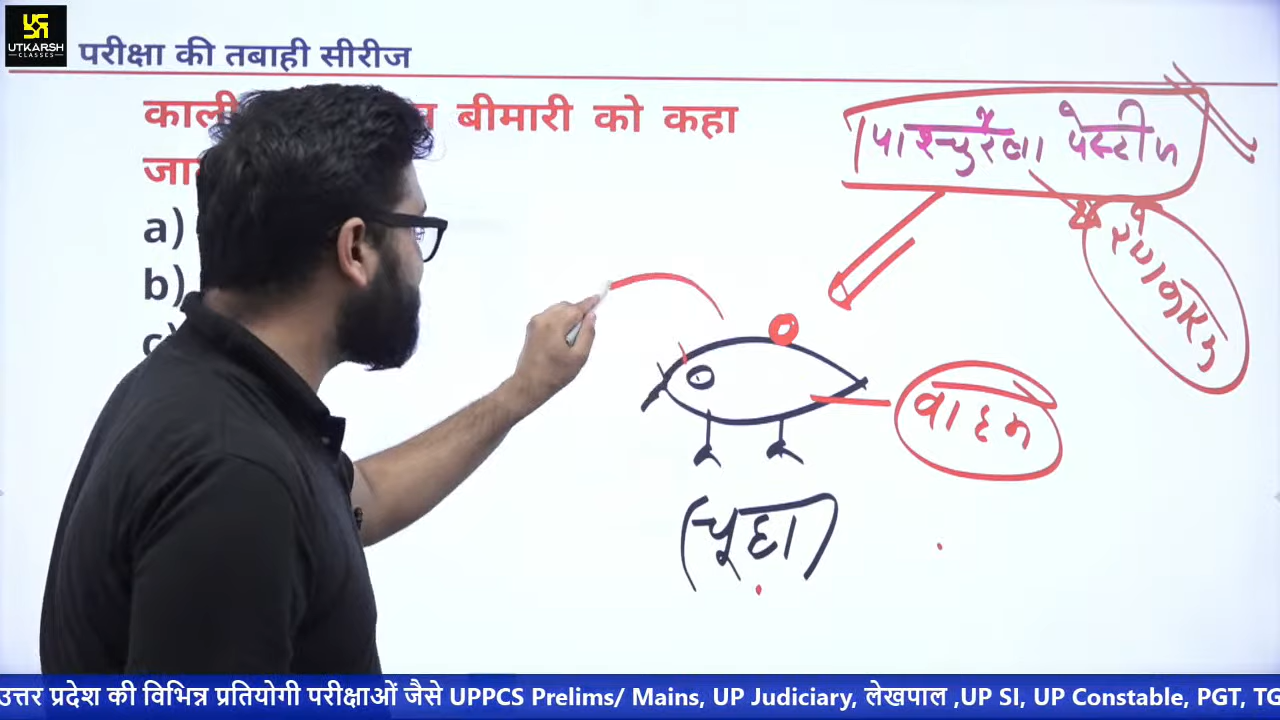 UTKARSH
CLASSES
परीक्षा की तबाही सीरीज
बीमारी को कहा
a)
b)
c)
पाश्चुरेला पेस्टीज
वाहक
(चूहा)
उत्तर प्रदेश की विभिन्न प्रतियोगी परीक्षाओं जैसे UPPCS Prelims/ Mains, UP Judiciary, लेखपाल ,UP SI, UP Constable, PGT, TG